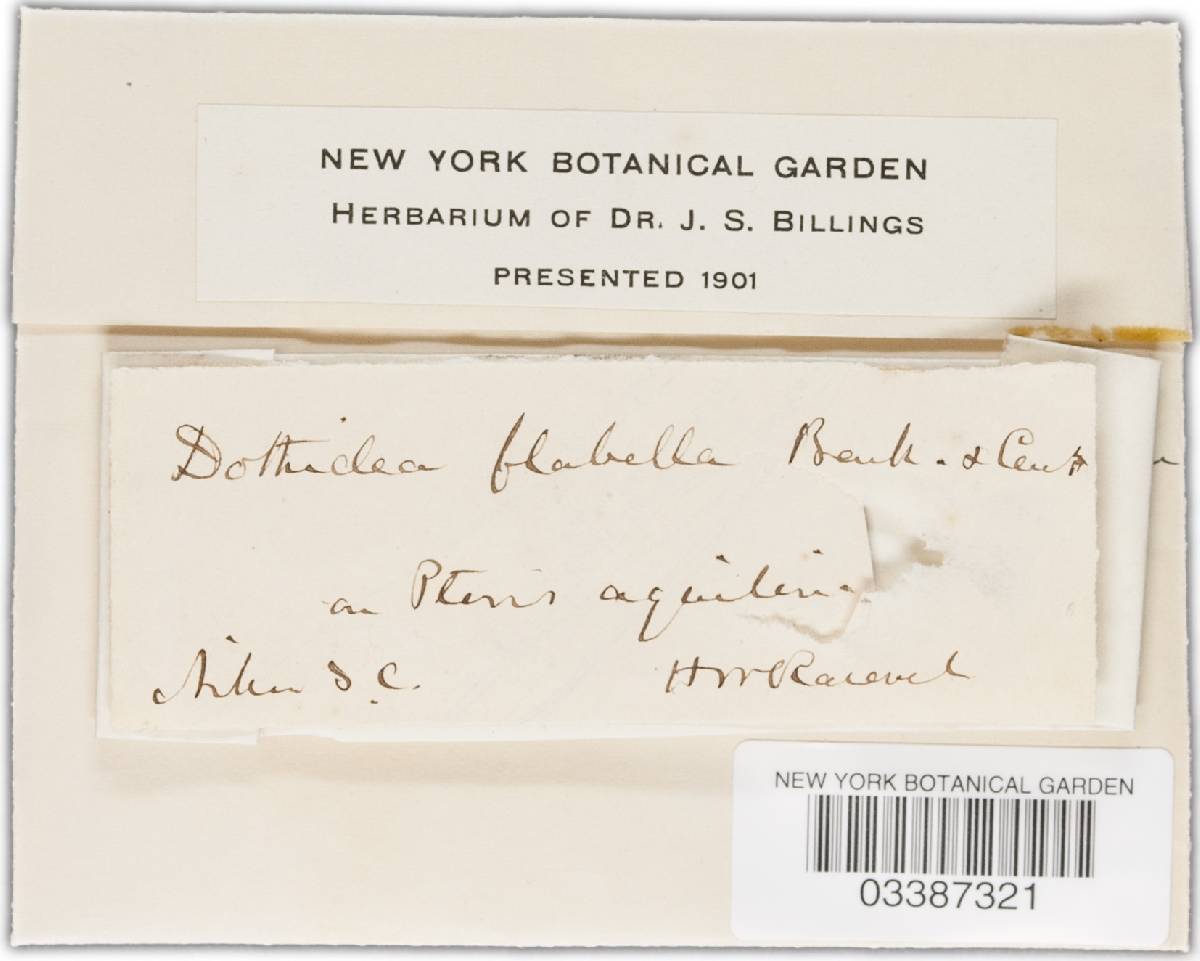 NEW YORK BOTANICAL GARDEN
HERBARIUM OF DR. J. S. BILLINGS
PRESENTED 1901
Dothidea flabella Berk. & Curt
on Pteris aquilina
Aiken S.C. HWRavenel
NEW YORK BOTANICAL GARDEN
03387321